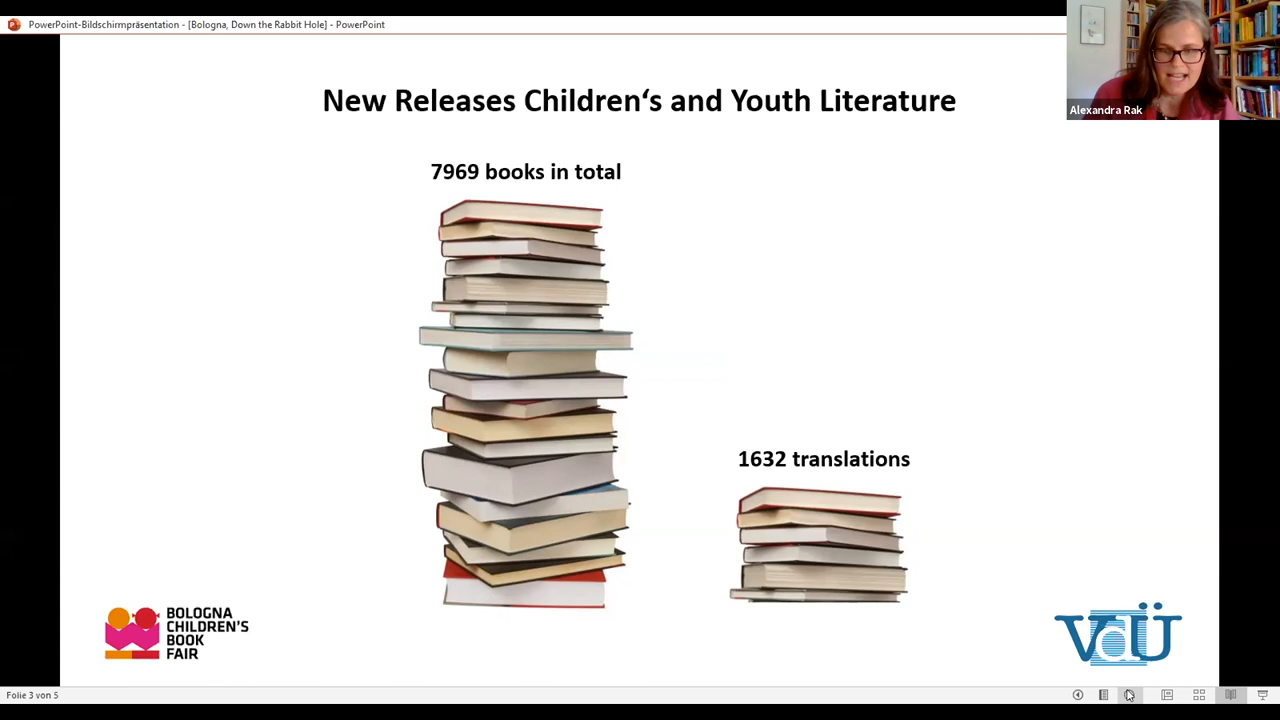 PowerPoint-Bildschirmpräsentation - [Bologna, Down the Rabbit Hole] - PowerPoint
Alexandra Rak
New Releases Children‘s and Youth Literature
7969 books in total
1632 translations
BOLOGNA
CHILDREN'S
BOOK
FAIR
VdÜ
Folie 3 von 5